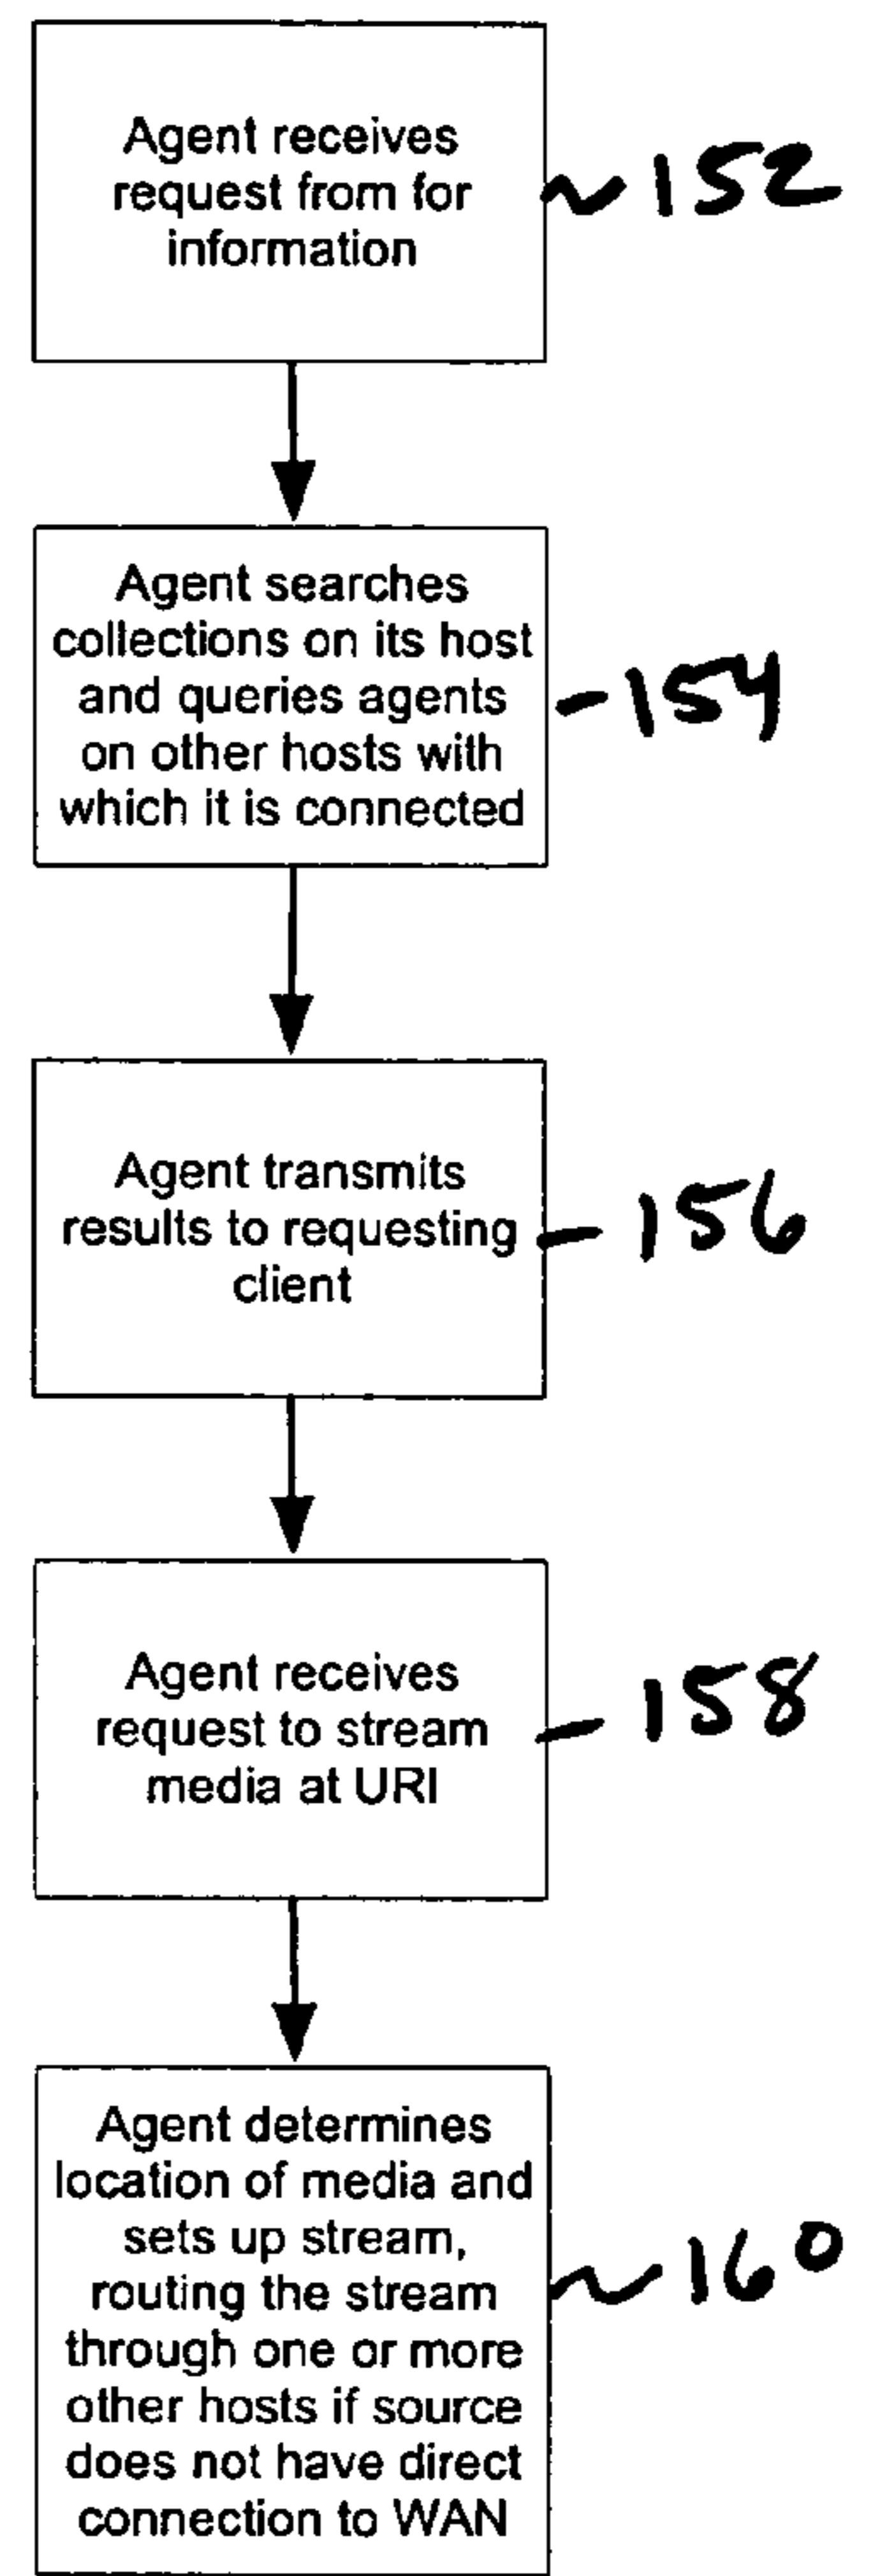 Agent receives
request from for
information
~152
Agent searches
collections on its host
and queries agents
on other hosts with
which it is connected
-154
Agent transmits
results to requesting
client
-156
Agent receives
request to stream
media at URI
-158
Agent determines
location of media and
sets up stream,
routing the stream
through one or more
other hosts if source
does not have direct
connection to WAN
~160